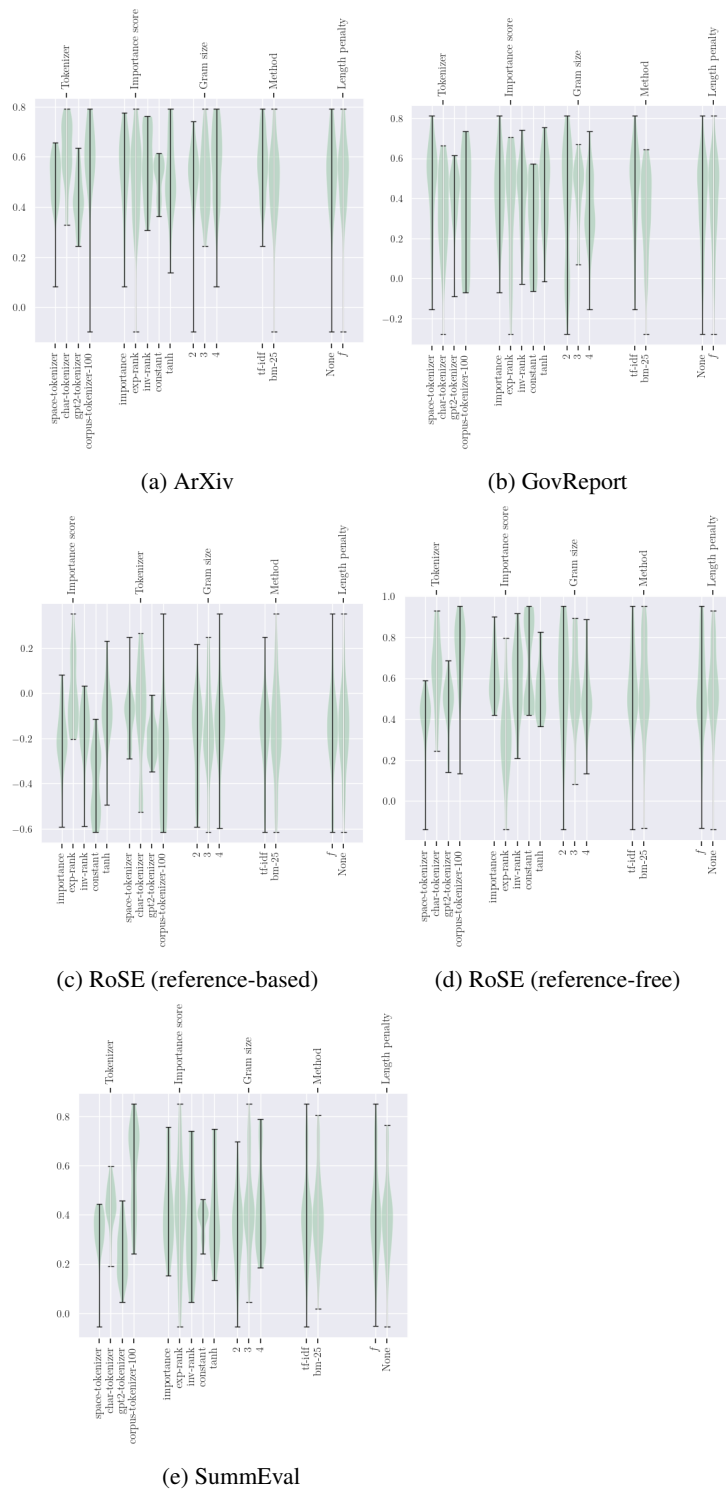 Tokenizer
Importance score
Gram size
Method
Length penalty
0.8
0.6
0.4
0.2
0.0
space-tokenizer
char-tokenizer
gpt2-tokenizer
corpus-tokenizer-100
importance
exp-rank
inv-rank
constant
tanh
2
3
4
tf-idf
bm-25
None
f
(a) ArXiv
Tokenizer
Importance score
Gram size
Method
Length penalty
0.8
0.6
0.4
0.2
0.0
−0.2
space-tokenizer
char-tokenizer
gpt2-tokenizer
corpus-tokenizer-100
importance
exp-rank
inv-rank
constant
tanh
2
3
4
tf-idf
bm-25
None
f
(b) GovReport
Importance score
Tokenizer
Gram size
Method
Length penalty
0.2
0.0
−0.2
−0.4
−0.6
importance
exp-rank
inv-rank
constant
tanh
space-tokenizer
char-tokenizer
gpt2-tokenizer
corpus-tokenizer-100
2
3
4
tf-idf
bm-25
f
None
(c) RoSE (reference-based)
Tokenizer
Importance score
Gram size
Method
Length penalty
1.0
0.8
0.6
0.4
0.2
0.0
space-tokenizer
char-tokenizer
gpt2-tokenizer
corpus-tokenizer-100
importance
exp-rank
inv-rank
constant
tanh
2
3
4
tf-idf
bm-25
f
None
(d) RoSE (reference-free)
Tokenizer
Importance score
Gram size
Method
Length penalty
0.8
0.6
0.4
0.2
0.0
space-tokenizer
char-tokenizer
gpt2-tokenizer
corpus-tokenizer-100
importance
exp-rank
inv-rank
constant
tanh
2
3
4
tf-idf
bm-25
f
None
(e) SummEval